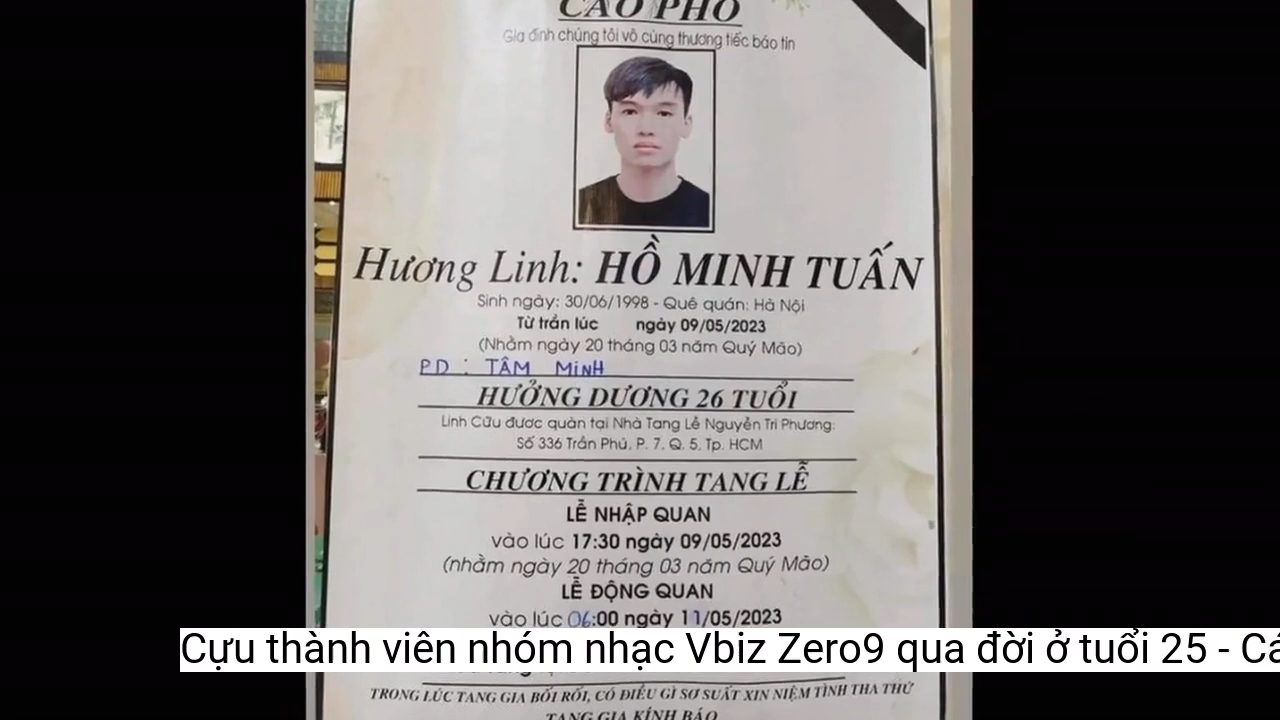 CÁO PHÓ
Gia đình chúng tôi vô cùng thương tiếc báo tin
Hương Linh: HỒ MINH TUẤN
Sinh ngày: 30/06/1998 - Quê quán: Hà Nội
Từ trần lúc ngày 09/05/2023
(Nhằm ngày 20 tháng 03 năm Quý Mão)
PD : TÂM MiNH
HƯỞNG DƯƠNG 26 TUỔI
Linh Cữu được quàn tại Nhà Tang Lễ Nguyễn Tri Phương:
Số 336 Trần Phú, P. 7, Q. 5, Tp. HCM
CHƯƠNG TRÌNH TANG LỄ
LỄ NHẬP QUAN
vào lúc 17:30 ngày 09/05/2023
(nhằm ngày 20 tháng 03 năm Quý Mão)
LỄ ĐỘNG QUAN
vào lúc 06:00 ngày 11/05/2023
Cựu thành viên nhóm nhạc Vbiz Zero9 qua đời ở tuổi 25 - Cá
TRONG LÚC TANG GIA BỐI RỐI, CÓ ĐIỀU GÌ SƠ SUẤT XIN NIỆM TÌNH THA THỨ
TANG GIA KÍNH BÁO